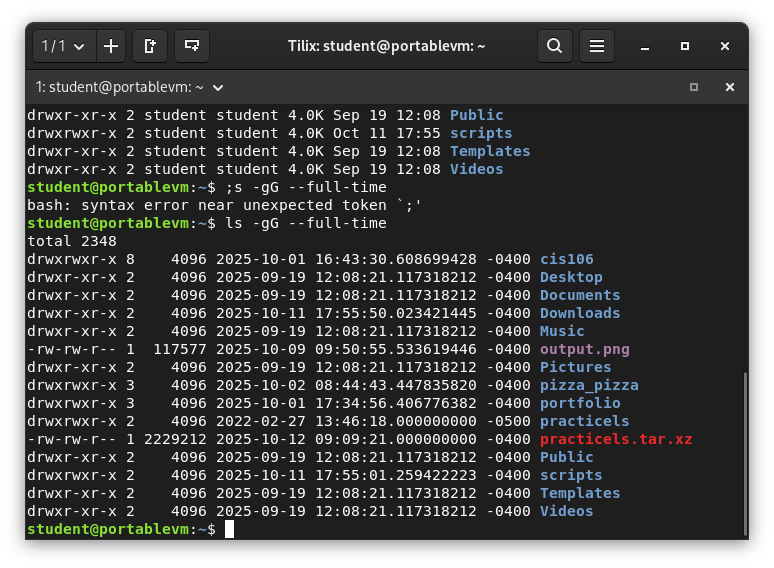 1 / 1
Tilix: student@portablevm: ~
1: student@portablevm: ~
drwxr-xr-x 2 student student 4.0K Sep 19 12:08 Public
drwxrwxr-x 2 student student 4.0K Oct 11 17:55 scripts
drwxr-xr-x 2 student student 4.0K Sep 19 12:08 Templates
drwxr-xr-x 2 student student 4.0K Sep 19 12:08 Videos
student@portablevm:~$ ;s -gG --full-time
bash: syntax error near unexpected token `;'
student@portablevm:~$ ls -gG --full-time
total 2348
drwxrwxr-x 8    4096 2025-10-01 16:43:30.608699428 -0400 cis106
drwxr-xr-x 2    4096 2025-09-19 12:08:21.117318212 -0400 Desktop
drwxr-xr-x 2    4096 2025-09-19 12:08:21.117318212 -0400 Documents
drwxr-xr-x 2    4096 2025-10-11 17:55:50.023421445 -0400 Downloads
drwxr-xr-x 2    4096 2025-09-19 12:08:21.117318212 -0400 Music
-rw-rw-r-- 1  117577 2025-10-09 09:50:55.533619446 -0400 output.png
drwxr-xr-x 2    4096 2025-09-19 12:08:21.117318212 -0400 Pictures
drwxrwxr-x 3    4096 2025-10-02 08:44:43.447835820 -0400 pizza_pizza
drwxrwxr-x 3    4096 2025-10-01 17:34:56.406776382 -0400 portfolio
drwxrwxr-x 2    4096 2022-02-27 13:46:18.000000000 -0500 practicels
-rw-rw-r-- 1 2229212 2025-10-12 09:09:21.000000000 -0400 practicels.tar.xz
drwxr-xr-x 2    4096 2025-09-19 12:08:21.117318212 -0400 Public
drwxrwxr-x 2    4096 2025-10-11 17:55:01.259422223 -0400 scripts
drwxr-xr-x 2    4096 2025-09-19 12:08:21.117318212 -0400 Templates
drwxr-xr-x 2    4096 2025-09-19 12:08:21.117318212 -0400 Videos
student@portablevm:~$